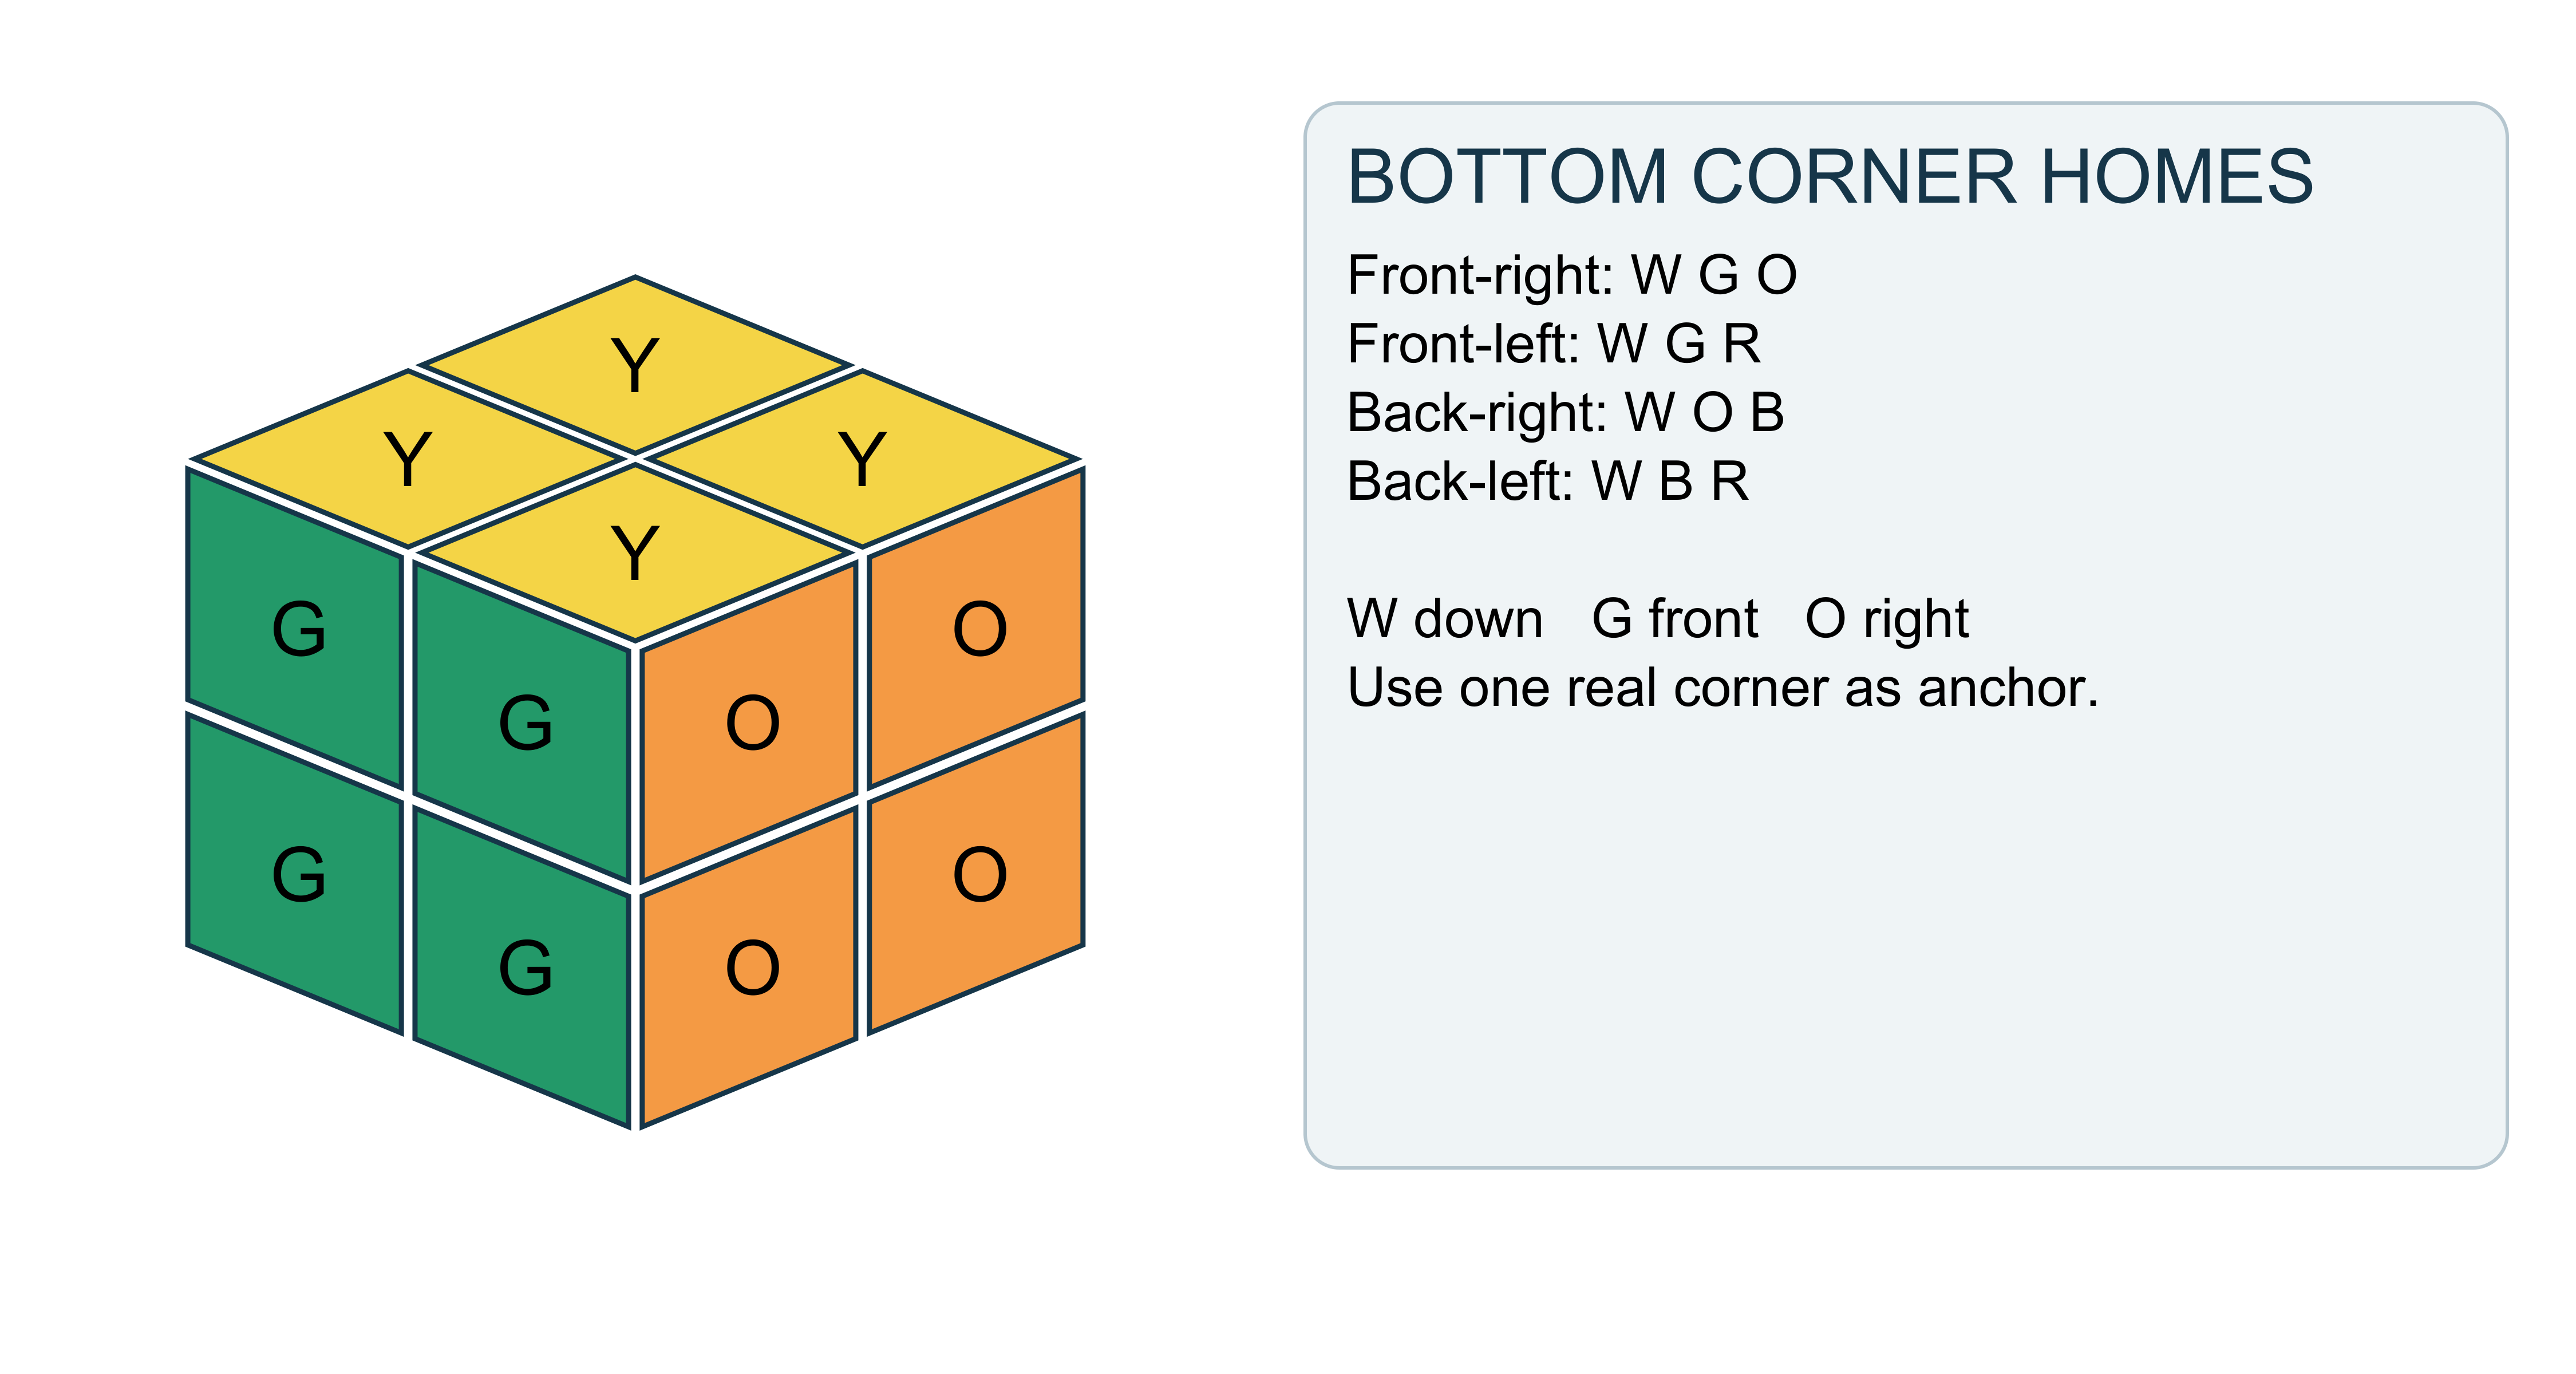 Y
Y Y
Y
G O
G O
G O
G O
BOTTOM CORNER HOMES
Front-right: W G O
Front-left: W G R
Back-right: W O B
Back-left: W B R
W down G front O right
Use one real corner as anchor.